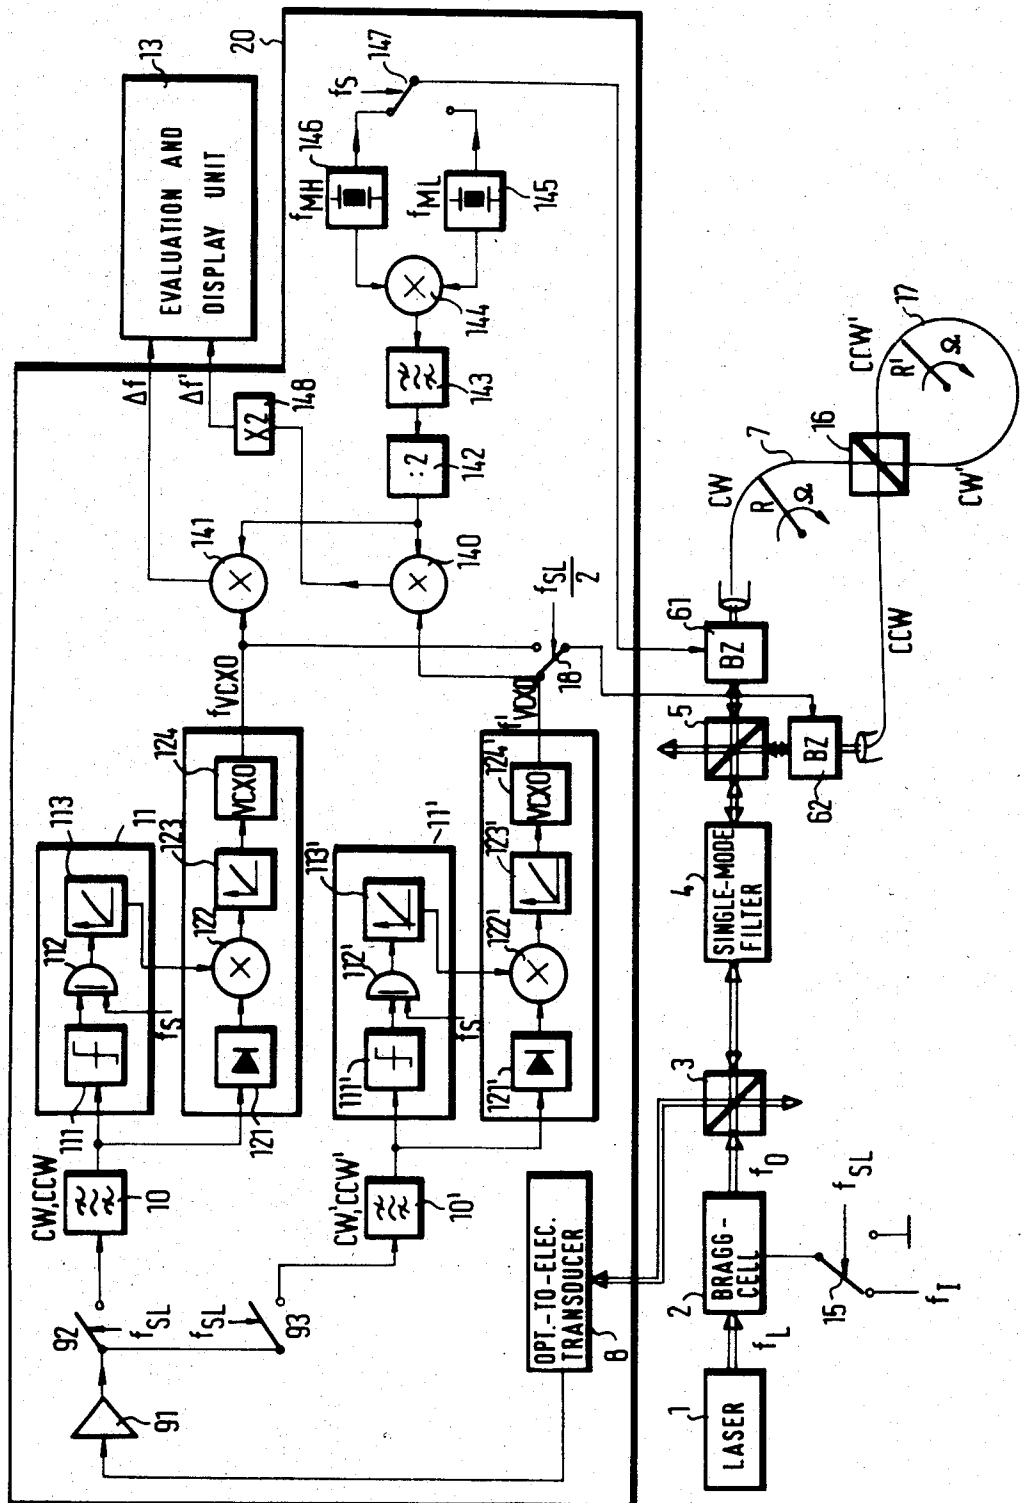 EVALUATION AND
DISPLAY UNIT
13
20
Δf
Δf'
X2
148
fMH
146
fS
147
fML
145
144
143
:2
142
141
140
fSL/2
18
fVCXO
f'VCXO
11
113
112
111
fS
124
VCXO
123
122
121
11'
113'
112'
111'
fS
124'
VCXO
123'
122'
121'
CW,CCW
10
CW',CCW'
10'
92
fSL
fSL
93
91
OPT.-TO-ELEC.
TRANSDUCER
8
1
LASER
fL
2
BRAGG-
CELL
15
fSL
fI
fO
3
4
SINGLE-MODE
FILTER
5
61
BZ
62
BZ
CW
7
R
Ω
CCW
16
CCW'
17
R'
Ω
CW'